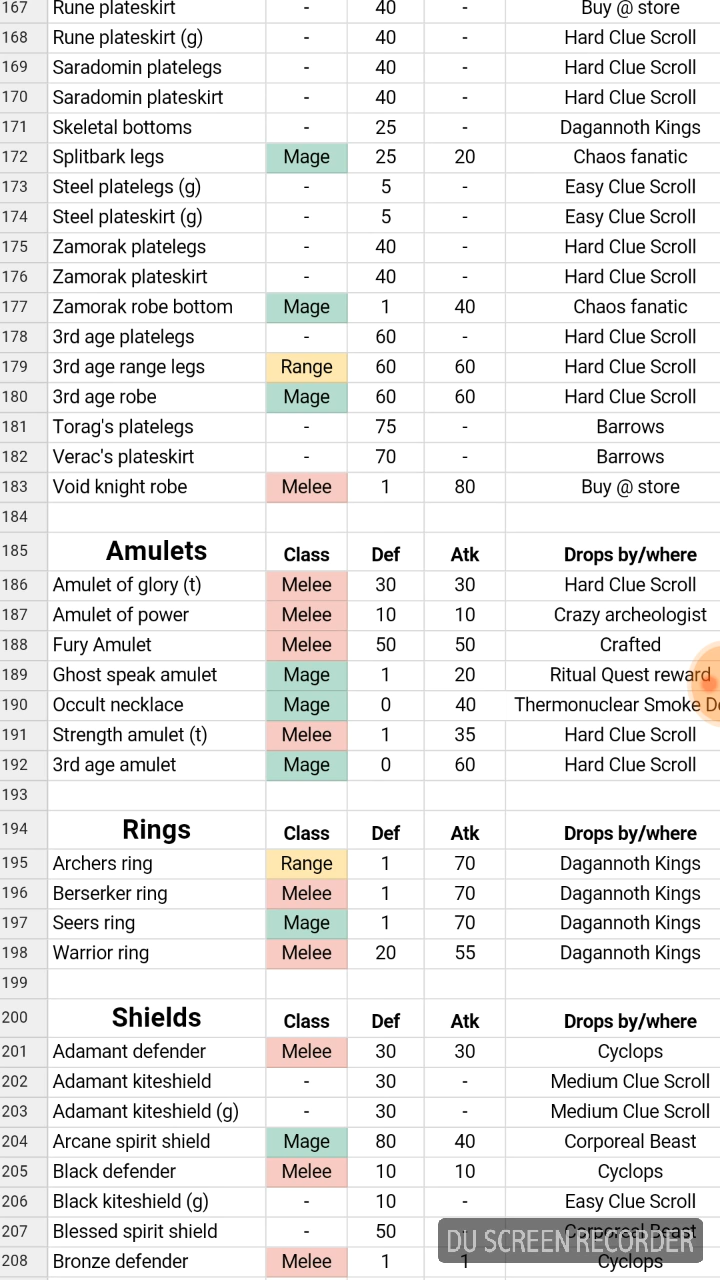 167 Rune plateskirt - 40 - Buy @ store
168 Rune plateskirt (g) - 40 - Hard Clue Scroll
169 Saradomin platelegs - 40 - Hard Clue Scroll
170 Saradomin plateskirt - 40 - Hard Clue Scroll
171 Skeletal bottoms - 25 - Dagannoth Kings
172 Splitbark legs Mage 25 20 Chaos fanatic
173 Steel platelegs (g) - 5 - Easy Clue Scroll
174 Steel plateskirt (g) - 5 - Easy Clue Scroll
175 Zamorak platelegs - 40 - Hard Clue Scroll
176 Zamorak plateskirt - 40 - Hard Clue Scroll
177 Zamorak robe bottom Mage 1 40 Chaos fanatic
178 3rd age platelegs - 60 - Hard Clue Scroll
179 3rd age range legs Range 60 60 Hard Clue Scroll
180 3rd age robe Mage 60 60 Hard Clue Scroll
181 Torag's platelegs - 75 - Barrows
182 Verac's plateskirt - 70 - Barrows
183 Void knight robe Melee 1 80 Buy @ store
184
185 Amulets Class Def Atk Drops by/where
186 Amulet of glory (t) Melee 30 30 Hard Clue Scroll
187 Amulet of power Melee 10 10 Crazy archeologist
188 Fury Amulet Melee 50 50 Crafted
189 Ghost speak amulet Mage 1 20 Ritual Quest reward
190 Occult necklace Mage 0 40 Thermonuclear Smoke De
191 Strength amulet (t) Melee 1 35 Hard Clue Scroll
192 3rd age amulet Mage 0 60 Hard Clue Scroll
193
194 Rings Class Def Atk Drops by/where
195 Archers ring Range 1 70 Dagannoth Kings
196 Berserker ring Melee 1 70 Dagannoth Kings
197 Seers ring Mage 1 70 Dagannoth Kings
198 Warrior ring Melee 20 55 Dagannoth Kings
199
200 Shields Class Def Atk Drops by/where
201 Adamant defender Melee 30 30 Cyclops
202 Adamant kiteshield - 30 - Medium Clue Scroll
203 Adamant kiteshield (g) - 30 - Medium Clue Scroll
204 Arcane spirit shield Mage 80 40 Corporeal Beast
205 Black defender Melee 10 10 Cyclops
206 Black kiteshield (g) - 10 - Easy Clue Scroll
207 Blessed spirit shield - 50 - Corporeal Beast
208 Bronze defender Melee 1 1 Cyclops
DU SCREEN RECORDER